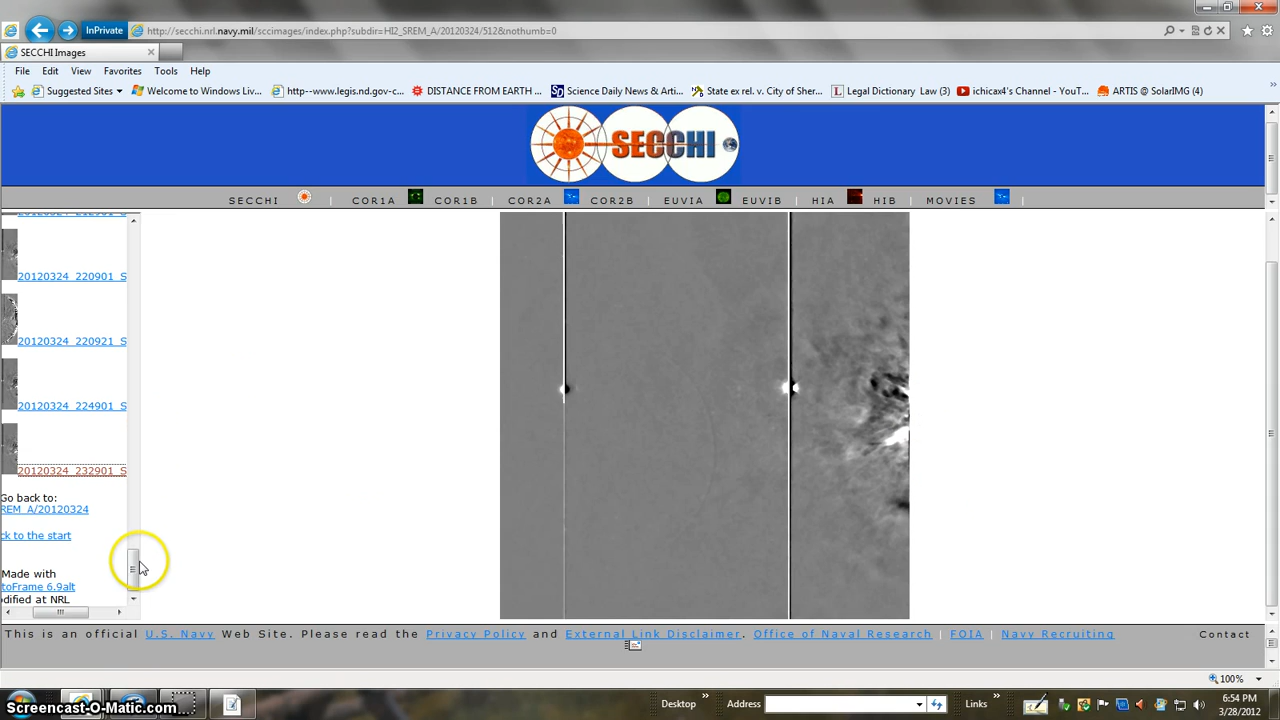 InPrivate
http://secchi.nrl.navy.mil/sccimages/index.php?subdir=HI2_SREM_A/20120324/512&nothumb=0
SECCHI Images
File Edit View Favorites Tools Help
Suggested Sites Welcome to Windows Liv... http--www.legis.nd.gov-c... DISTANCE FROM EARTH ... Science Daily News & Arti... State ex rel. v. City of Sher... Legal Dictionary Law (3) ichicax4's Channel - YouT... ARTIS @ SolarIMG (4)
SECCHI
SECCHI | COR1A COR1B | COR2A COR2B | EUVIA EUVIB | HIA HIB | MOVIES |
20120324_212901_S
20120324_220901_S
20120324_220921_S
20120324_224901_S
20120324_232901_S
Go back to:
REM_A/20120324
ck to the start
Made with
toFrame 6.9alt
dified at NRL
This is an official U.S. Navy Web Site. Please read the Privacy Policy and External Link Disclaimer. Office of Naval Research | FOIA | Navy Recruiting Contact
100%
Screencast-O-Matic.com
Desktop Address Links
6:54 PM
3/28/2012